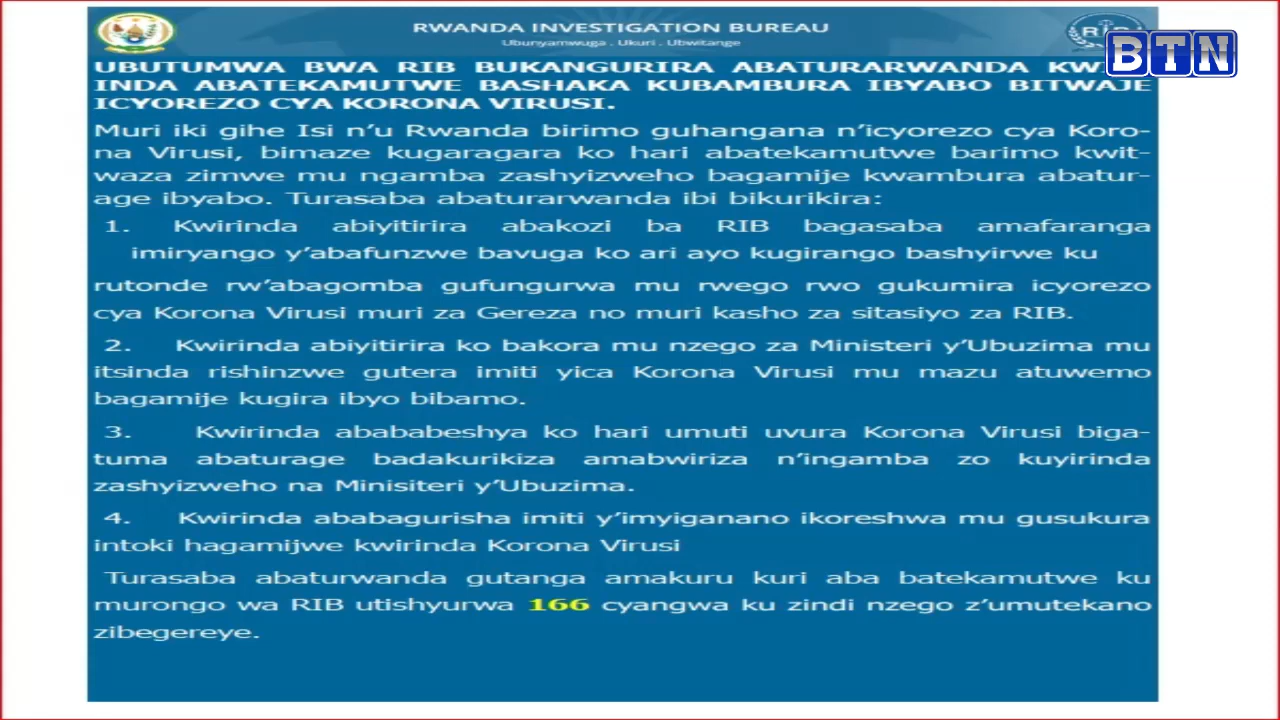 RWANDA INVESTIGATION BUREAU
Ubunyamwuga . Ukuri . Ubwitange
BTN
UBUTUMWA BWA RIB BUKANGURIRA ABATURARWANDA
INDA ABATEKAMUTWE BASHAKA KUBAMBURA IBYABO BITWAJE
ICYOREZO CYA KORONA VIRUSI.
Muri iki gihe Isi n’u Rwanda birimo guhangana n’icyorezo cya Koro-
na Virusi, bimaze kugaragara ko hari abatekamutwe barimo kwit-
waza zimwe mu ngamba zashyizweho bagamije kwambura abatur-
age ibyabo. Turasaba abaturarwanda ibi bikurikira:
1. Kwirinda abiyitirira abakozi ba RIB bagasaba amafaranga
imiryango y’abafunzwe bavuga ko ari ayo kugirango bashyirwe ku
rutonde rw’abagomba gufungurwa mu rwego rwo gukumira icyorezo
cya Korona Virusi muri za Gereza no muri kasho za sitasiyo za RIB.
2. Kwirinda abiyitirira ko bakora mu nzego za Ministeri y’Ubuzima mu
itsinda rishinzwe gutera imiti yica Korona Virusi mu mazu atuwemo
bagamije kugira ibyo bibamo.
3. Kwirinda abababeshya ko hari umuti uvura Korona Virusi biga-
tuma abaturage badakurikiza amabwiriza n’ingamba zo kuyirinda
zashyizweho na Minisiteri y’Ubuzima.
4. Kwirinda ababagurisha imiti y’imyiganano ikoreshwa mu gusukura
intoki hagamijwe kwirinda Korona Virusi
Turasaba abaturwanda gutanga amakuru kuri aba batekamutwe ku
murongo wa RIB utishyurwa 166 cyangwa ku zindi nzego z’umutekano
zibegereye.